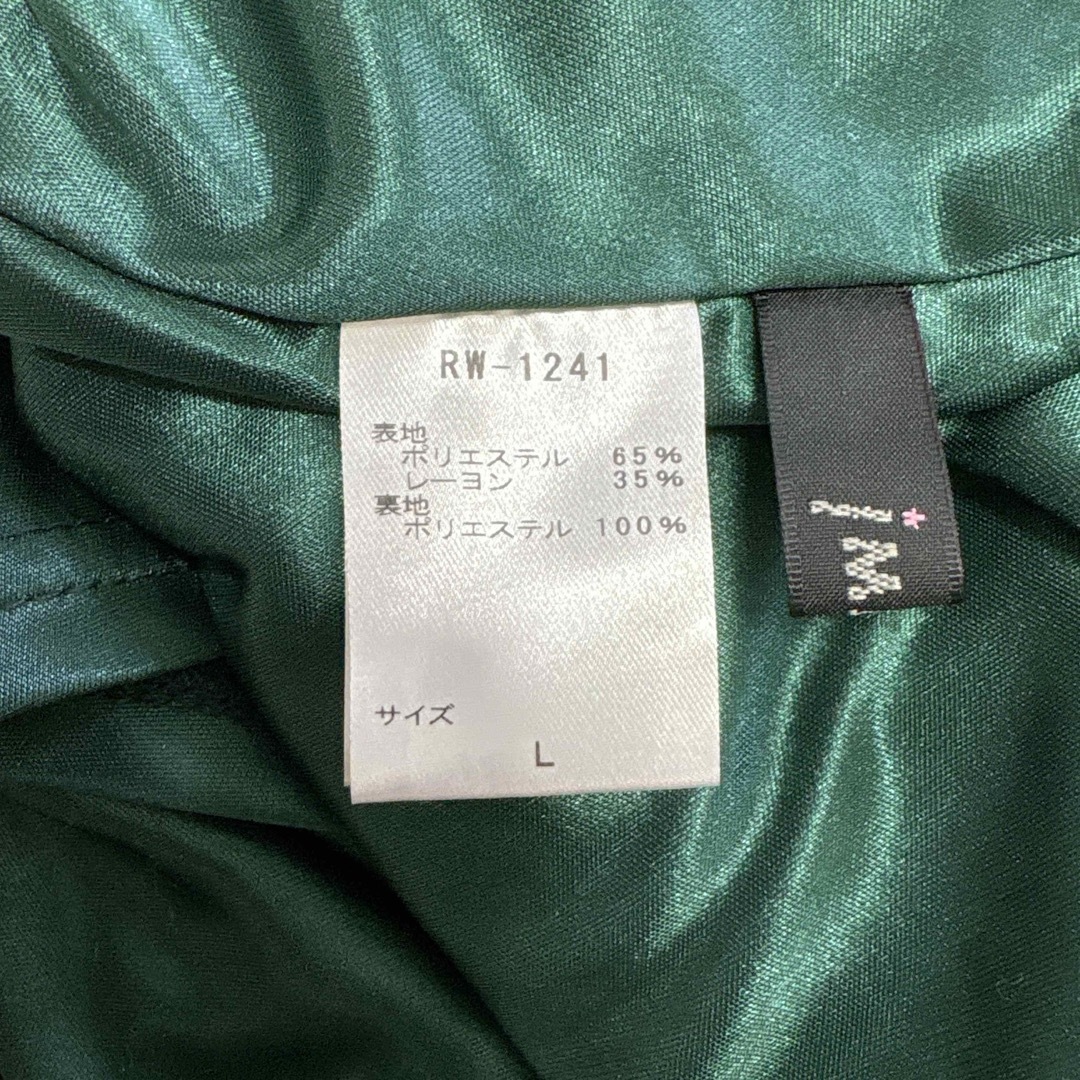 RW-1241
表地
ポリエステル 65%
レーヨン 35%
裏地
ポリエステル 100%
サイズ
L